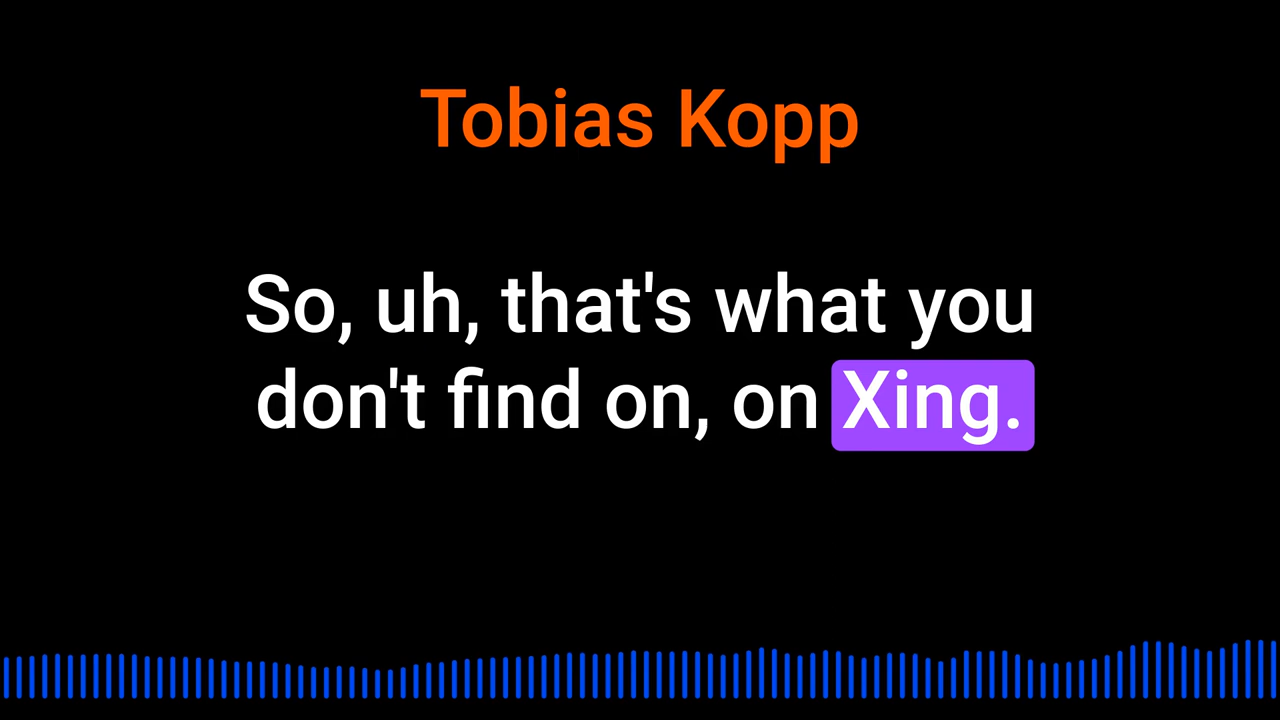 Tobias Kopp
So, uh, that's what you
don't find on, on Xing.